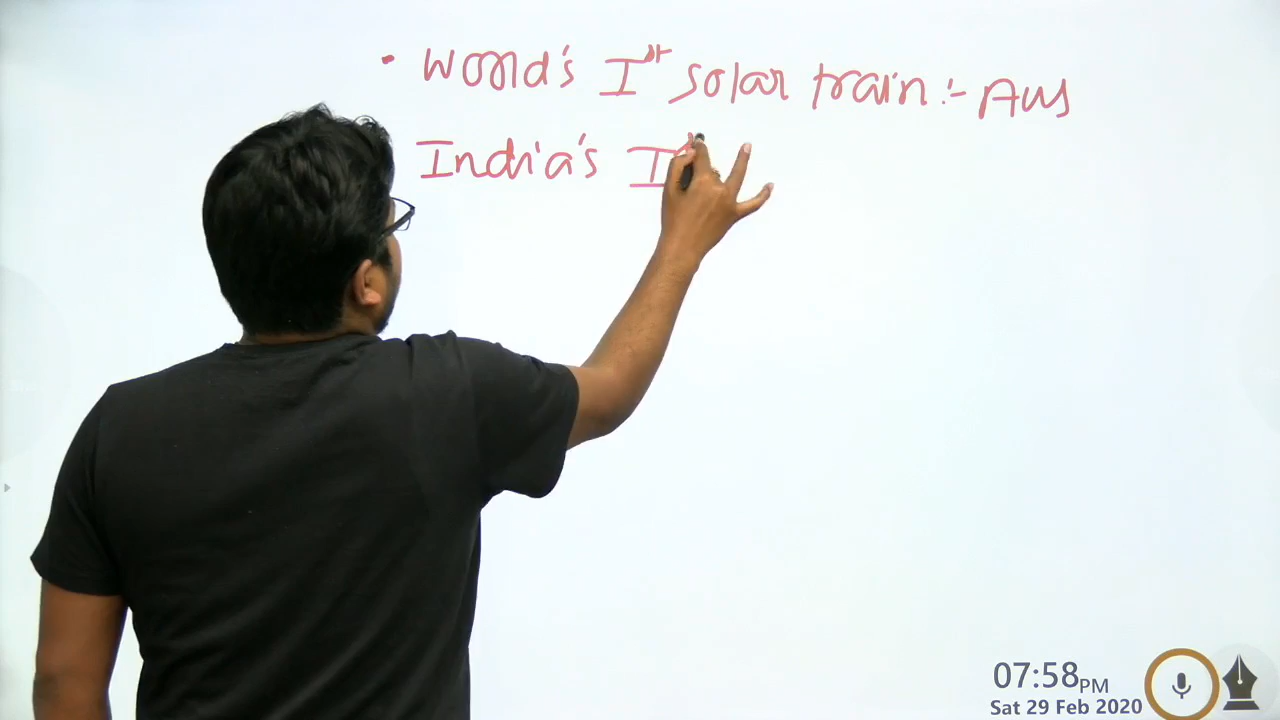 • World's Ist solar train :- Aus
India's I
07:58PM
Sat 29 Feb 2020